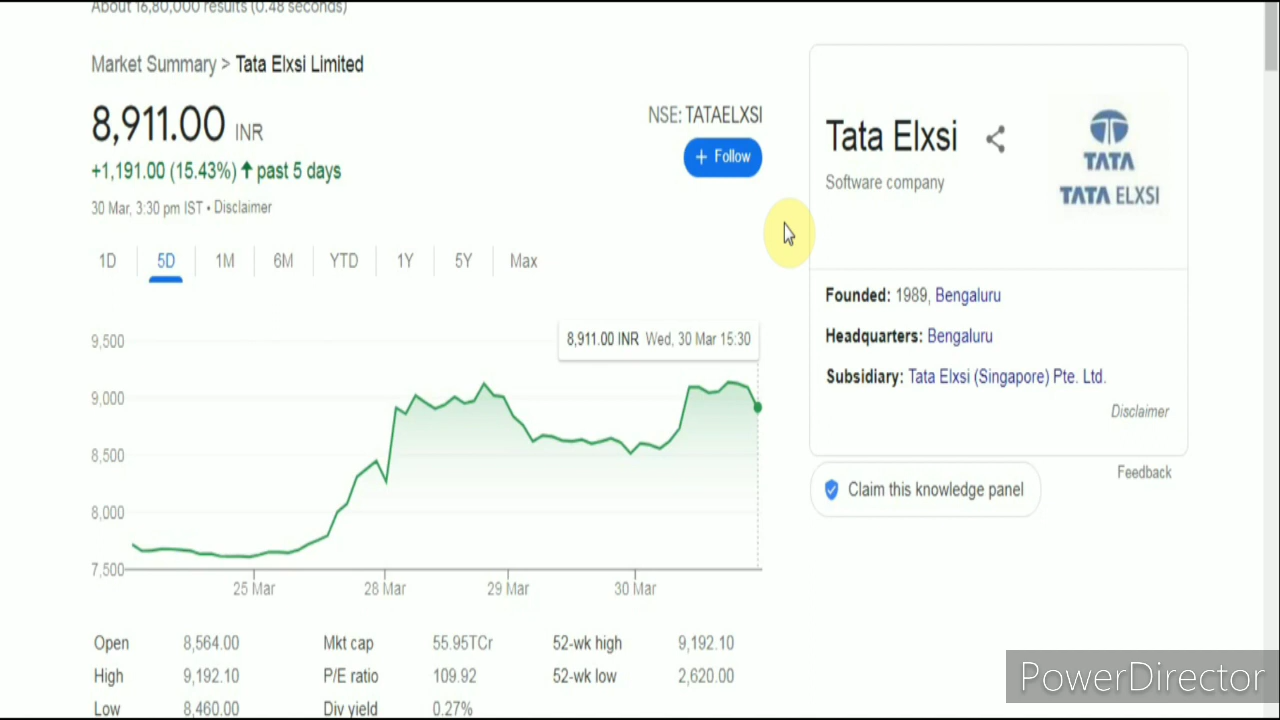 About 16,80,000 results (0.48 seconds)
Market Summary > Tata Elxsi Limited
8,911.00 INR
NSE: TATAELXSI
+ Follow
+1,191.00 (15.43%) ↑ past 5 days
30 Mar, 3:30 pm IST • Disclaimer
1D 5D 1M 6M YTD 1Y 5Y Max
8,911.00 INR Wed, 30 Mar 15:30
9,500
9,000
8,500
8,000
7,500
25 Mar 28 Mar 29 Mar 30 Mar
Open 8,564.00 Mkt cap 55.95TCr 52-wk high 9,192.10
High 9,192.10 P/E ratio 109.92 52-wk low 2,620.00
Low 8,460.00 Div yield 0.27%
Tata Elxsi
Software company
TATA
TATA ELXSI
Founded: 1989, Bengaluru
Headquarters: Bengaluru
Subsidiary: Tata Elxsi (Singapore) Pte. Ltd.
Disclaimer
Feedback
Claim this knowledge panel
PowerDirector